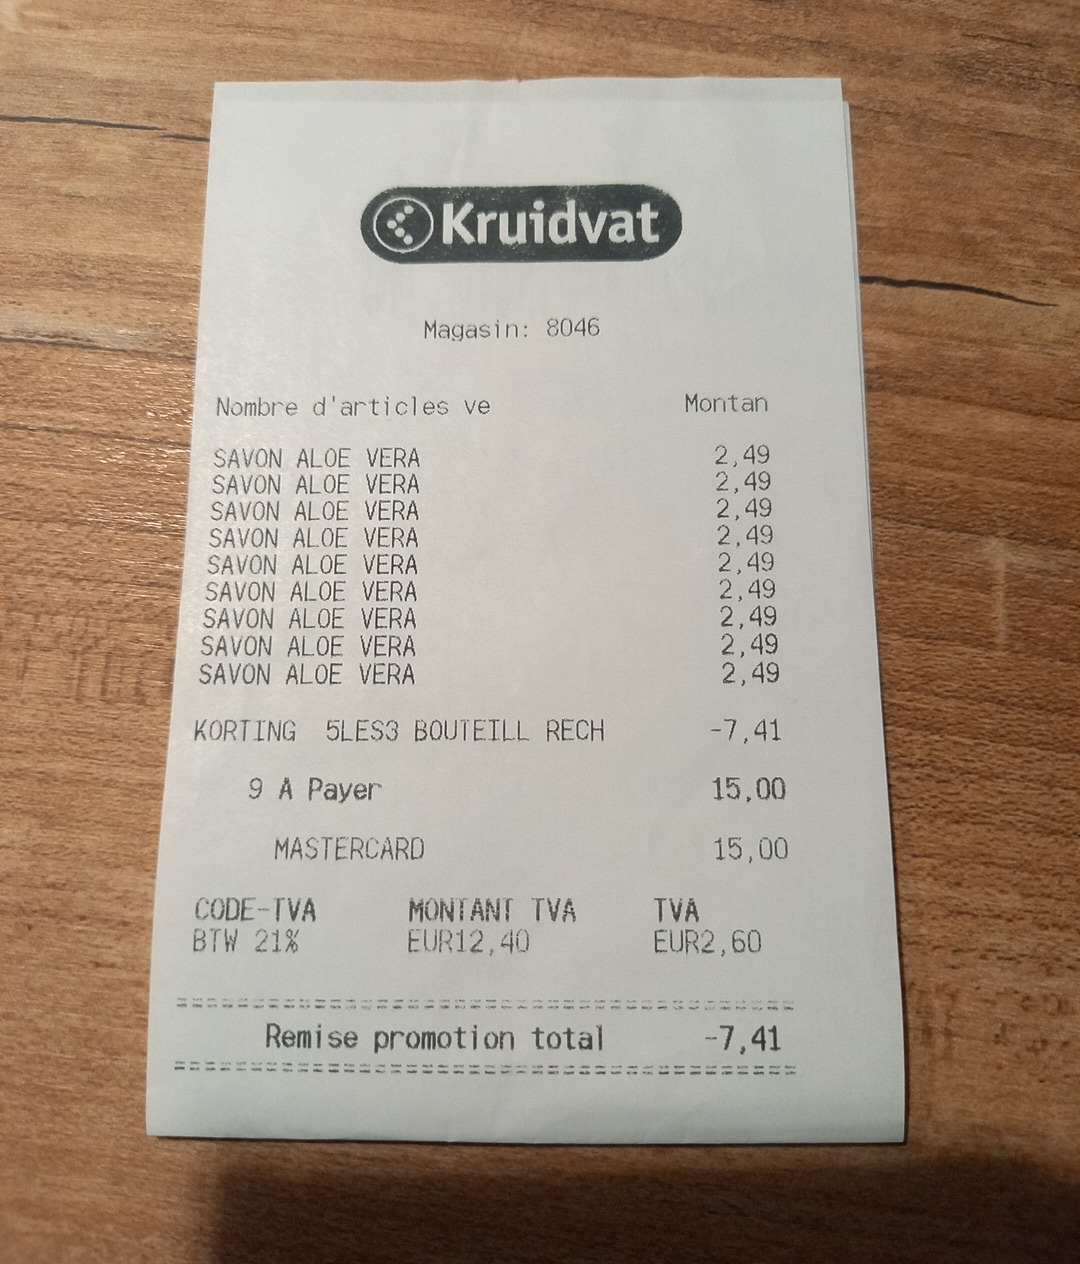 Kruidvat
Magasin: 8046
Nombre d'articles ve Montan
SAVON ALOE VERA 2,49
SAVON ALOE VERA 2,49
SAVON ALOE VERA 2,49
SAVON ALOE VERA 2,49
SAVON ALOE VERA 2,49
SAVON ALOE VERA 2,49
SAVON ALOE VERA 2,49
SAVON ALOE VERA 2,49
SAVON ALOE VERA 2,49
KORTING 5LES3 BOUTEILL RECH -7,41
9 A Payer 15,00
MASTERCARD 15,00
CODE-TVA MONTANT TVA TVA
BTW 21% EUR12,40 EUR2,60
Remise promotion total -7,41